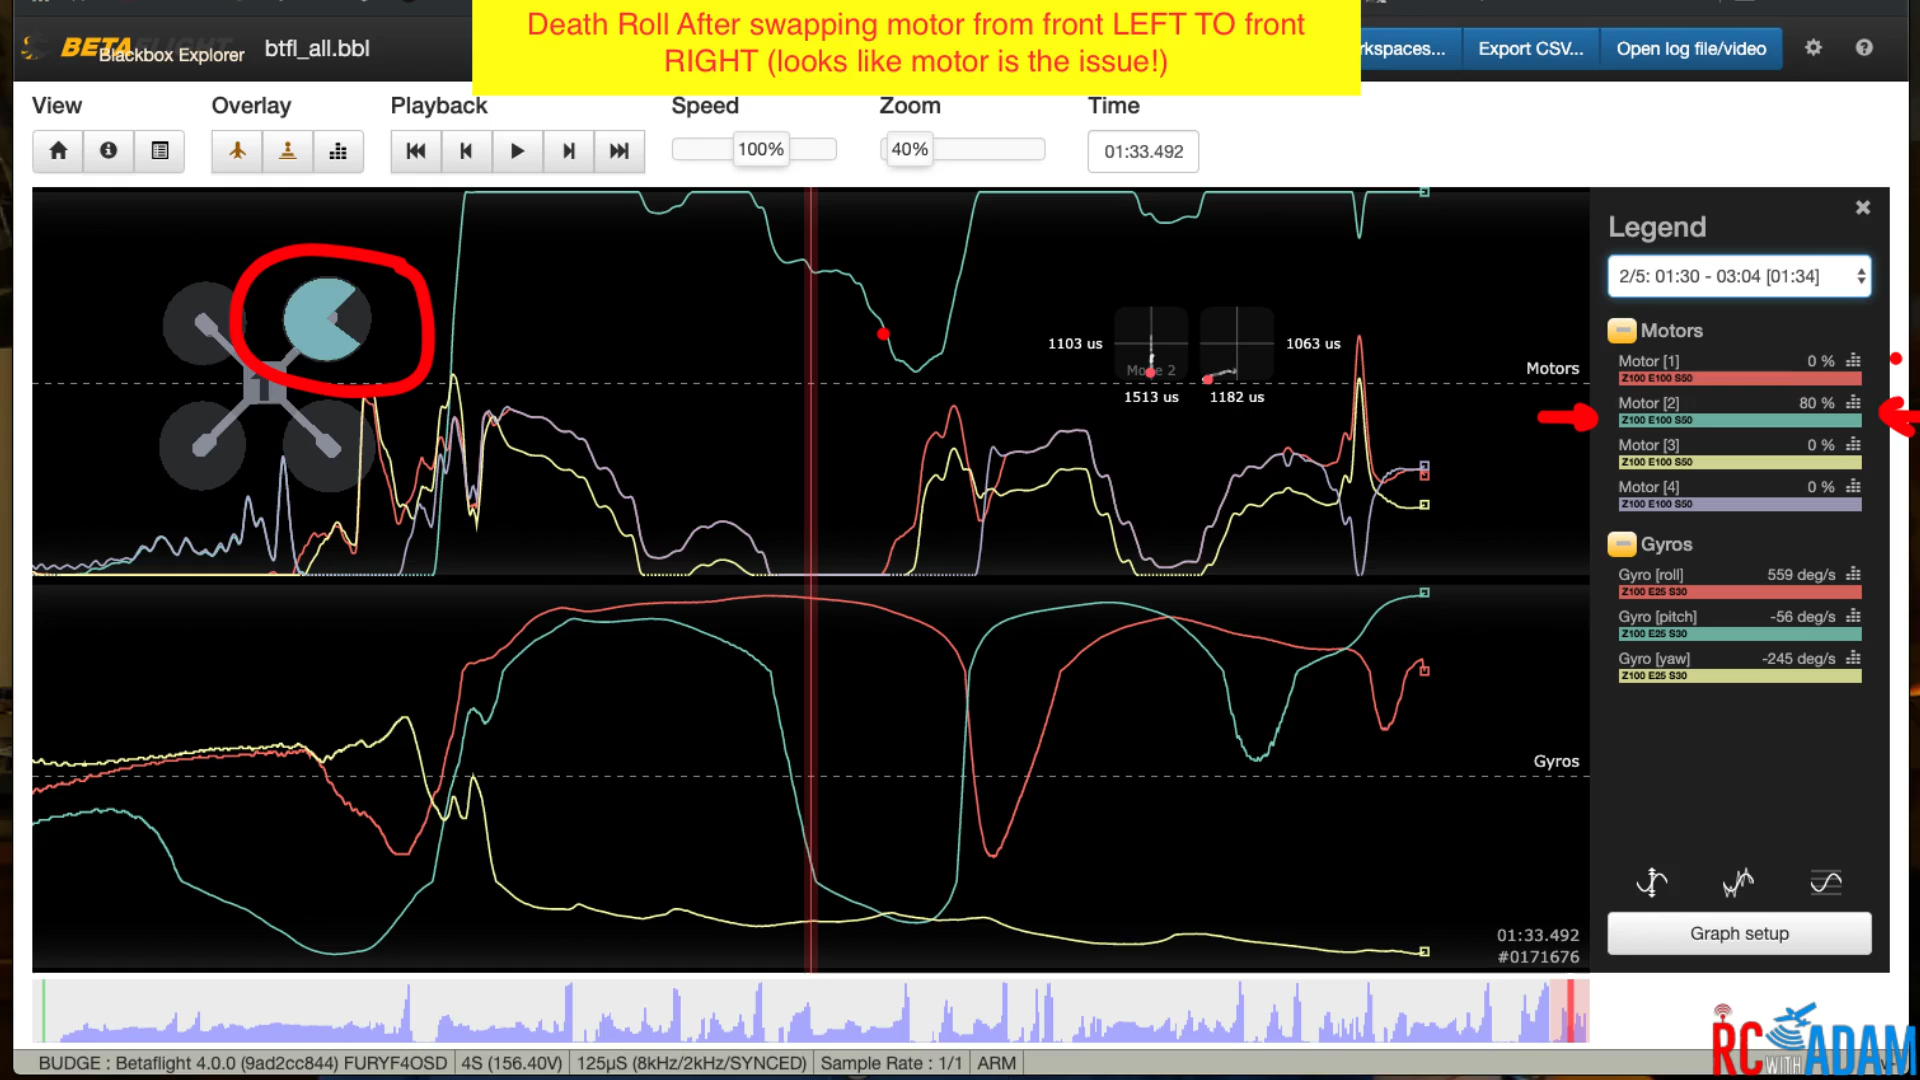 Death Roll After swapping motor from front LEFT TO front
RIGHT (looks like motor is the issue!)
BETAFLIGHT
Blackbox Explorer
btfl_all.bbl
Export CSV...
Open log file/video
View
Overlay
Playback
Speed
Zoom
Time
100%
40%
01:33.492
1103 us
1063 us
1513 us
1182 us
Motors
Gyros
01:33.492
#0171676
Legend
2/5: 01:30 - 03:04 [01:34]
Motors
Motor [1] 0 %
Z100 E100 S50
Motor [2] 80 %
Z100 E100 S50
Motor [3] 0 %
Z100 E100 S50
Motor [4] 0 %
Z100 E100 S50
Gyros
Gyro [roll] 559 deg/s
Z100 E25 S30
Gyro [pitch] -56 deg/s
Z100 E25 S30
Gyro [yaw] -245 deg/s
Z100 E25 S30
Graph setup
BUDGE : Betaflight 4.0.0 (9ad2cc844) FURYF4OSD 4S (156.40V) 125µS (8kHz/2kHz/SYNCED) Sample Rate : 1/1 ARM
RC WITH ADAM